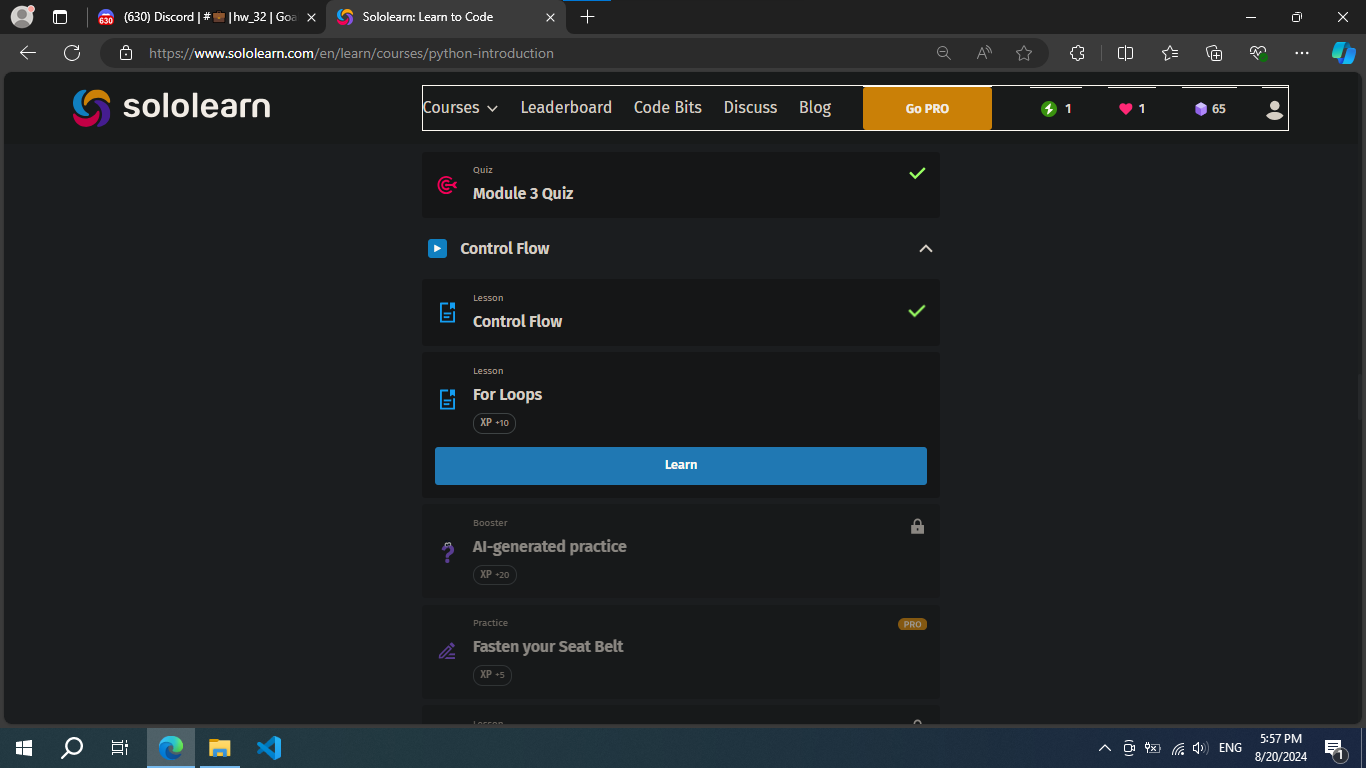 630
(630) Discord | #💼|hw_32 | Goa
Sololearn: Learn to Code
https://www.sololearn.com/en/learn/courses/python-introduction
sololearn
Courses
Leaderboard
Code Bits
Discuss
Blog
Go PRO
1
1
65
Quiz
Module 3 Quiz
Control Flow
Lesson
Control Flow
Lesson
For Loops
XP +10
Learn
Booster
AI-generated practice
XP +20
Practice
PRO
Fasten your Seat Belt
XP +5
Lesson
ENG
5:57 PM
8/20/2024
1